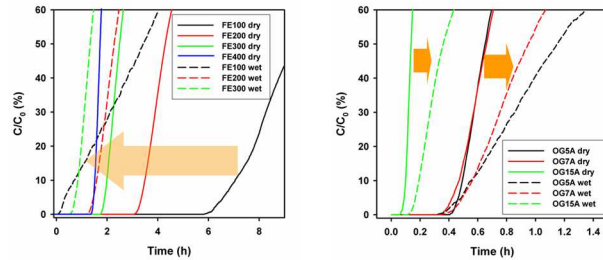 60
50
40
30
20
10
0
C/C0 (%)
0 2 4 6 8
Time (h)
FE100 dry
FE200 dry
FE300 dry
FE400 dry
FE100 wet
FE200 wet
FE300 wet
60
50
40
30
20
10
0
C/C0 (%)
0.0 0.2 0.4 0.6 0.8 1.0 1.2 1.4
Time (h)
OG5A dry
OG7A dry
OG15A dry
OG5A wet
OG7A wet
OG15A wet